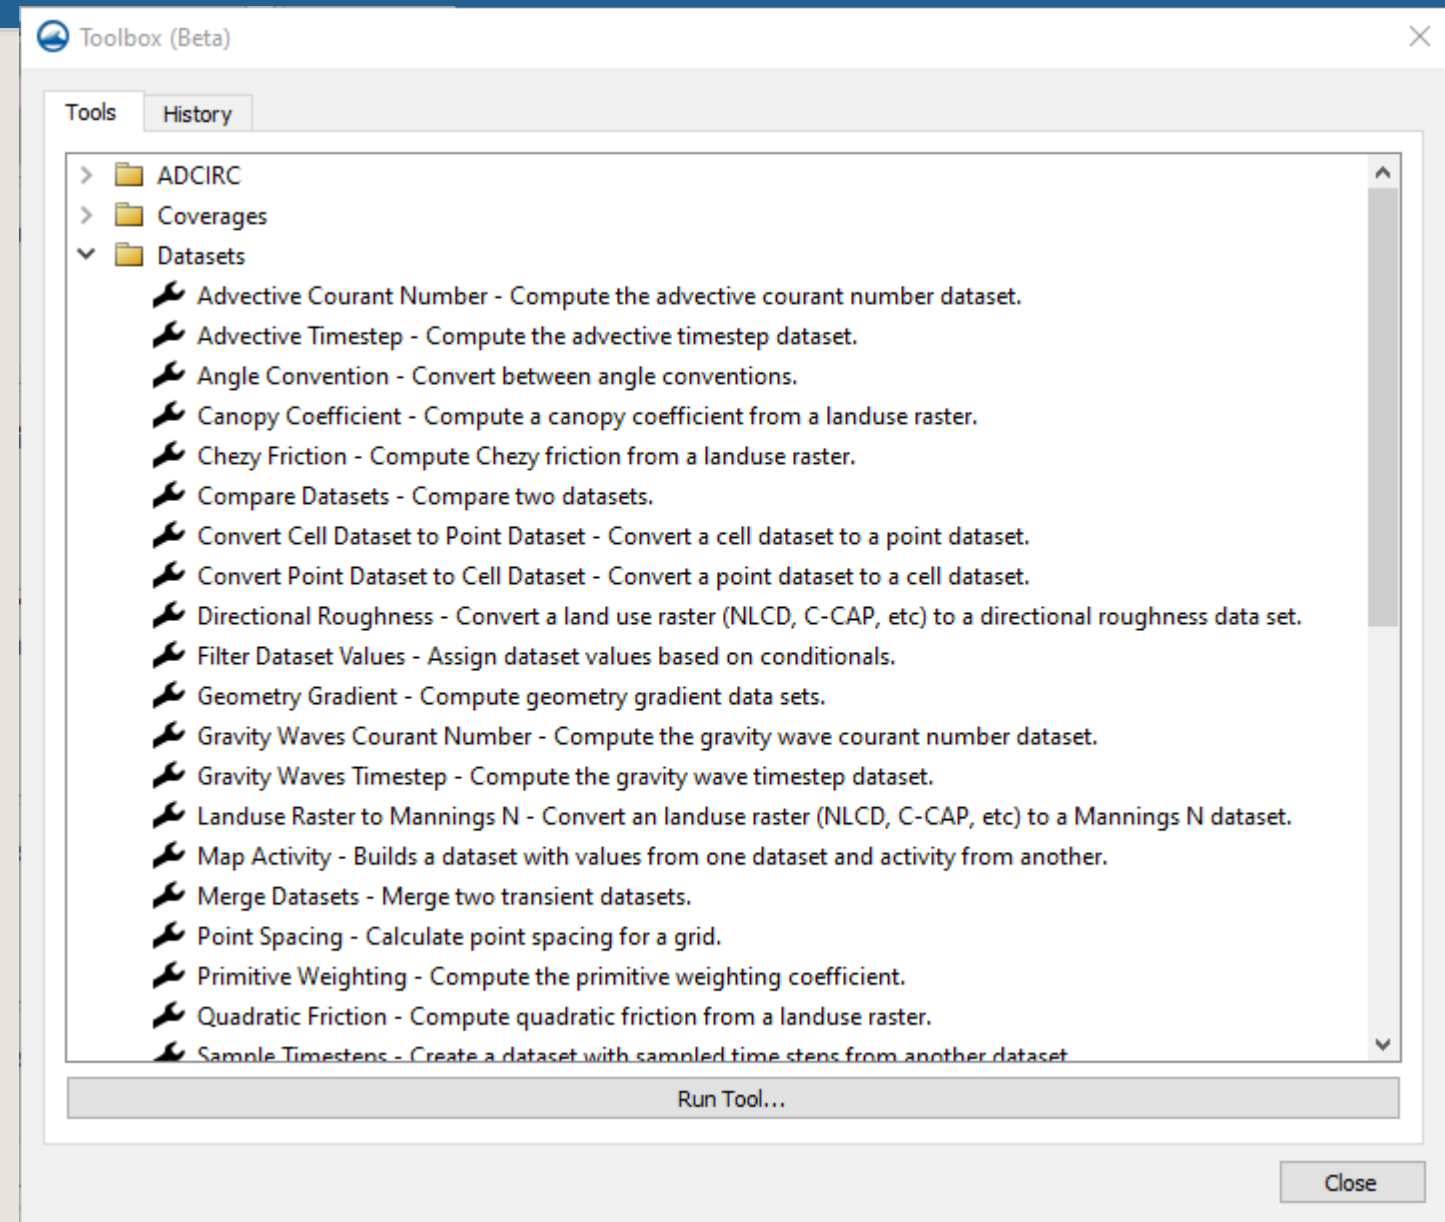 Toolbox (Beta)
Tools
History
ADCIRC
Coverages
Datasets
Advective Courant Number - Compute the advective courant number dataset.
Advective Timestep - Compute the advective timestep dataset.
Angle Convention - Convert between angle conventions.
Canopy Coefficient - Compute a canopy coefficient from a landuse raster.
Chezy Friction - Compute Chezy friction from a landuse raster.
Compare Datasets - Compare two datasets.
Convert Cell Dataset to Point Dataset - Convert a cell dataset to a point dataset.
Convert Point Dataset to Cell Dataset - Convert a point dataset to a cell dataset.
Directional Roughness - Convert a land use raster (NLCD, C-CAP, etc) to a directional roughness data set.
Filter Dataset Values - Assign dataset values based on conditionals.
Geometry Gradient - Compute geometry gradient data sets.
Gravity Waves Courant Number - Compute the gravity wave courant number dataset.
Gravity Waves Timestep - Compute the gravity wave timestep dataset.
Landuse Raster to Mannings N - Convert an landuse raster (NLCD, C-CAP, etc) to a Mannings N dataset.
Map Activity - Builds a dataset with values from one dataset and activity from another.
Merge Datasets - Merge two transient datasets.
Point Spacing - Calculate point spacing for a grid.
Primitive Weighting - Compute the primitive weighting coefficient.
Quadratic Friction - Compute quadratic friction from a landuse raster.
Sample Timesteps - Create a dataset with sampled time steps from another dataset.
Run Tool...
Close